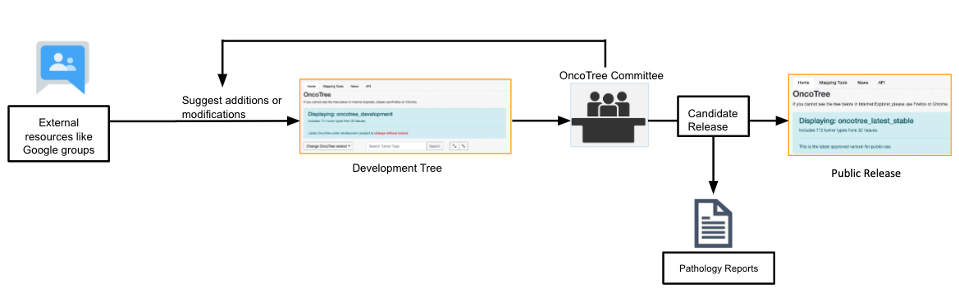 External
resources like
Google groups
Suggest additions or
modifications
Home Mapping Tools News API
OncoTree
If you cannot see the tree below in Internet Explorer, please use Firefox or Chrome.
Displaying: oncotree_development
Includes 713 tumor types from 32 tissues.
Latest OncoTree under development (subject to change without notice)
Change OncoTree version Search Tumor Type Search
Development Tree
OncoTree Committee
Candidate
Release
Pathology Reports
Home Mapping Tools News API
OncoTree
If you cannot see the tree below in Internet Explorer, please use Firefox or Chrome.
Displaying: oncotree_latest_stable
Includes 713 tumor types from 32 tissues.
This is the latest approved version for public use.
Public Release